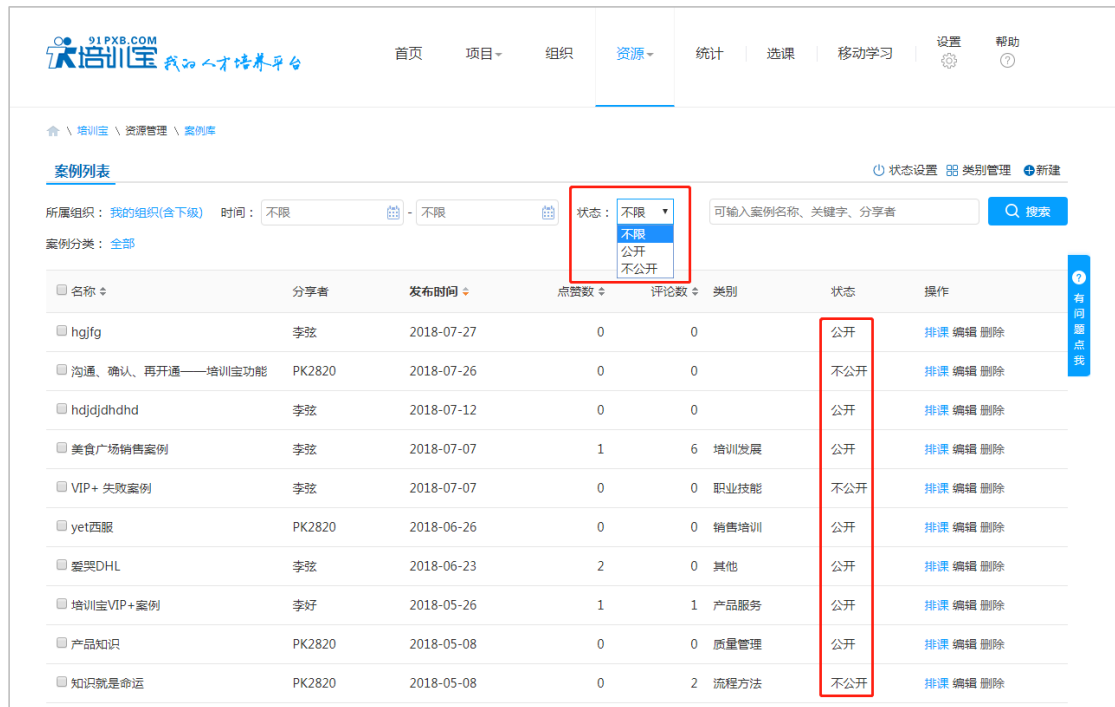 91PXB.COM
培训宝 我的人才培养平台
首页 项目 组织 资源 统计 选课 移动学习 设置 帮助
\ 培训宝 \ 资源管理 \ 案例库
案例列表 状态设置 类别管理 新建
所属组织： 我的组织(含下级) 时间： 不限 - 不限 状态： 不限 可输入案例名称、关键字、分享者 搜索
不限
公开
不公开
案例分类： 全部
名称 分享者 发布时间 点赞数 评论数 类别 状态 操作
hgjfg 李弦 2018-07-27 0 0 公开 排课 编辑 删除
沟通、确认、再开通——培训宝功能 PK2820 2018-07-26 0 0 不公开 排课 编辑 删除
hdjdjdhdhd 李弦 2018-07-12 0 0 公开 排课 编辑 删除
美食广场销售案例 李弦 2018-07-07 1 6 培训发展 公开 排课 编辑 删除
VIP+ 失败案例 李弦 2018-07-07 0 0 职业技能 不公开 排课 编辑 删除
yet西服 PK2820 2018-06-26 0 0 销售培训 公开 排课 编辑 删除
爱哭DHL 李弦 2018-06-23 2 0 其他 公开 排课 编辑 删除
培训宝VIP+案例 李好 2018-05-26 1 1 产品服务 公开 排课 编辑 删除
产品知识 PK2820 2018-05-08 0 0 质量管理 公开 排课 编辑 删除
知识就是命运 PK2820 2018-05-08 0 2 流程方法 不公开 排课 编辑 删除
有问题点我